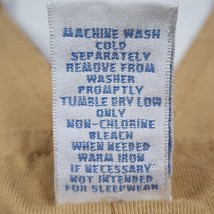 MACHINE WASH
COLD
SEPARATELY
REMOVE FROM
WASHER
PROMPTLY
TUMBLE DRY LOW
ONLY
NON-CHLORINE
BLEACH
WHEN NEEDED
WARM IRON
IF NECESSARY
NOT INTENDED
FOR SLEEPWEAR